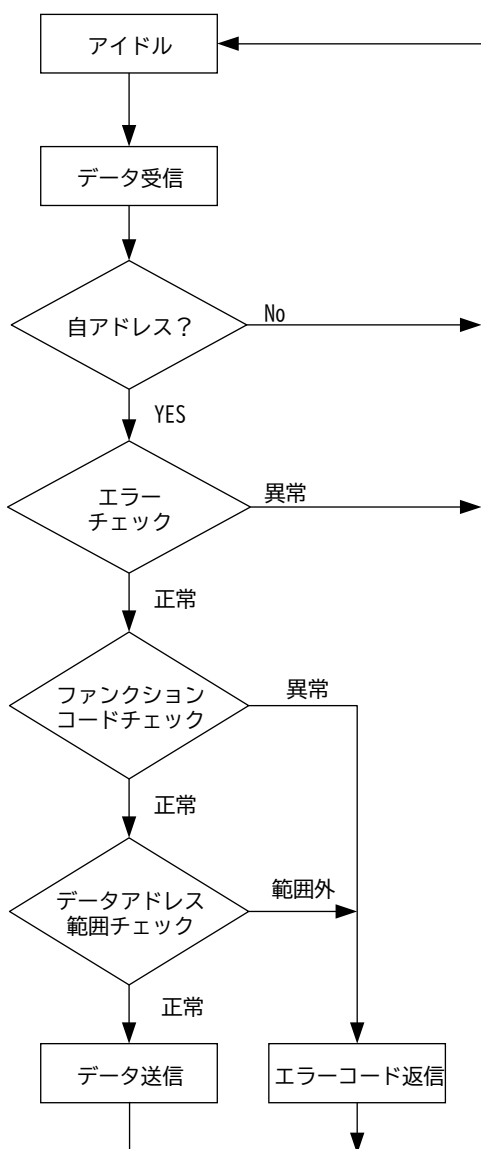 アイドル
データ受信
自アドレス？
No
YES
エラー
チェック
異常
正常
ファンクション
コードチェック
異常
正常
データアドレス
範囲チェック
範囲外
正常
データ送信
エラーコード返信